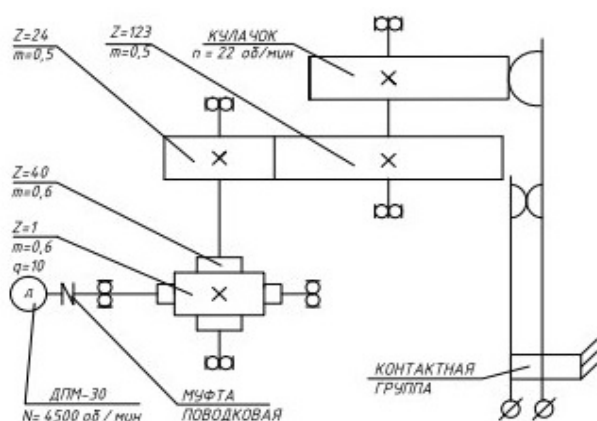 Z=24
m=0,5
Z=123
m=0,5
КУЛАЧОК
n = 22 об/мин
Z=40
m=0,6
Z=1
m=0,6
q=10
Д
ДПМ-30
N= 4500 об / мин
МУФТА
ПОВОДКОВАЯ
КОНТАКТНАЯ
ГРУППА